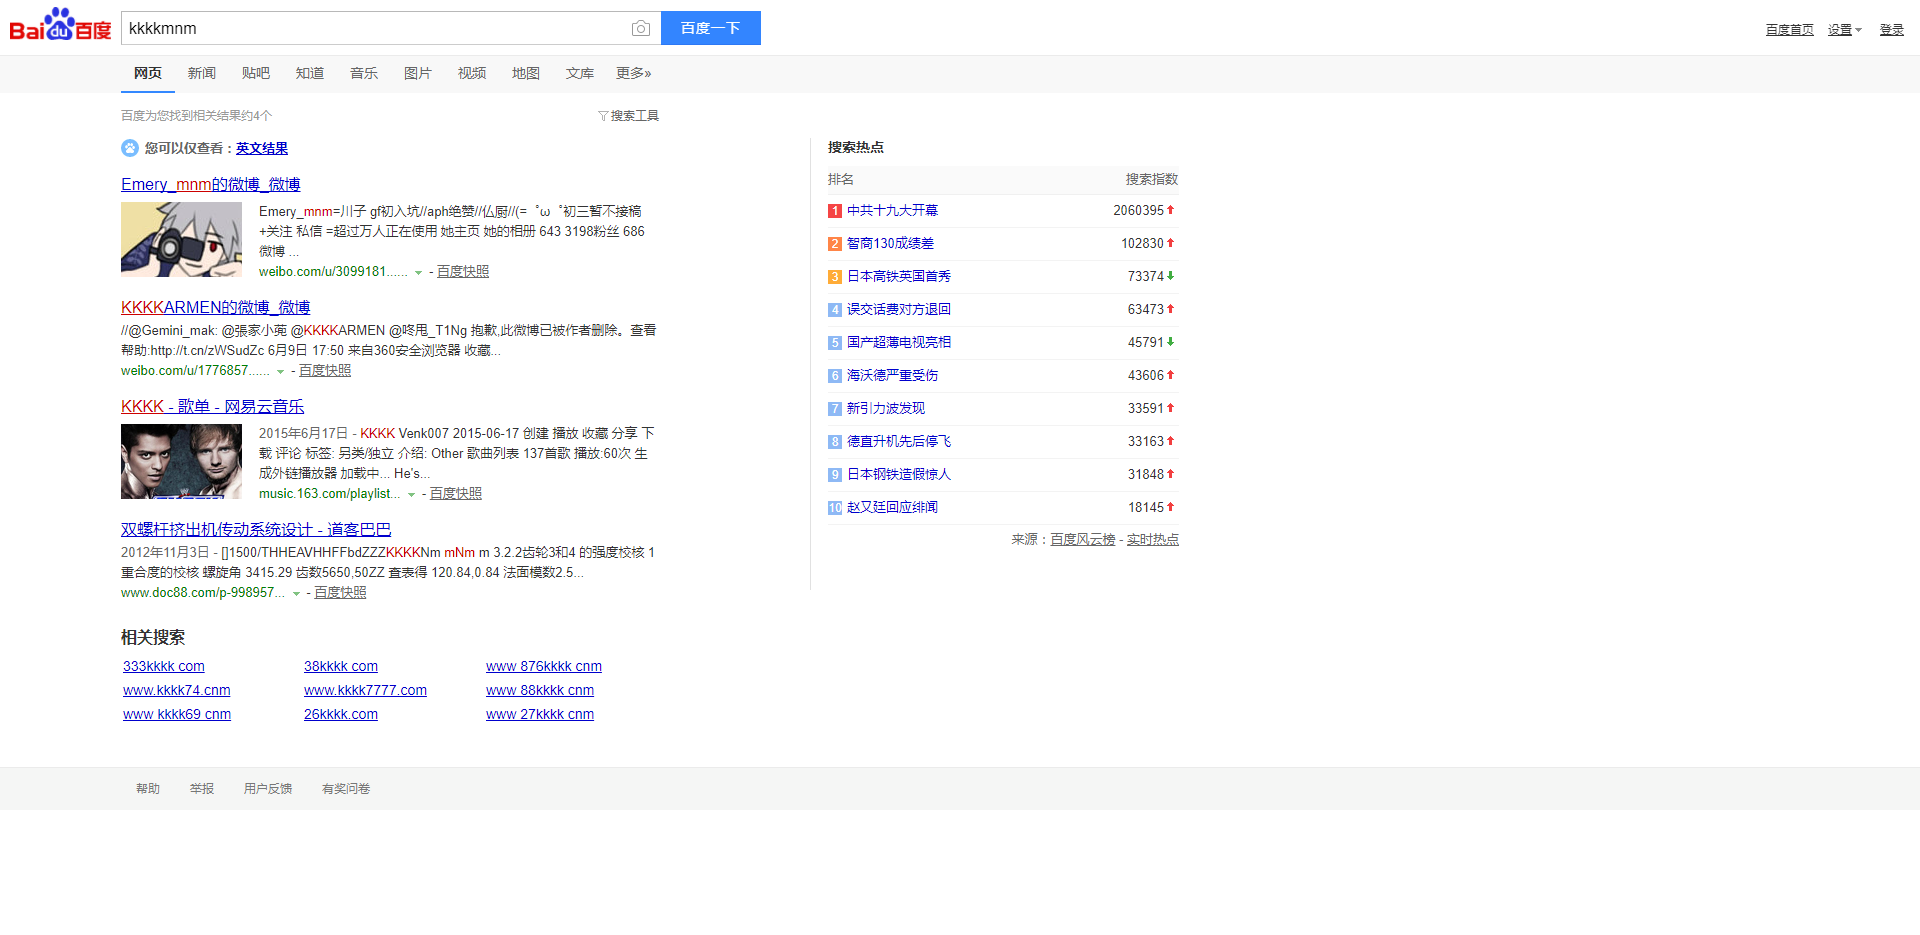 Bai du 百度
kkkkmnm
百度一下
百度首页 设置 登录
网页 新闻 贴吧 知道 音乐 图片 视频 地图 文库 更多»
百度为您找到相关结果约4个
搜索工具
您可以仅查看：英文结果
Emery_mnm的微博_微博
Emery_mnm=川子 gf初入坑//aph绝赞//仏厨//(=゜ω゜初三暂不接稿
+关注 私信 =超过万人正在使用 她主页 她的相册 643 3198粉丝 686
微博 ...
weibo.com/u/3099181...... - 百度快照
KKKKARMEN的微博_微博
//@Gemini_mak: @張家小苑 @KKKKARMEN @咚甩_T1Ng 抱歉,此微博已被作者删除。查看
帮助:http://t.cn/zWSudZc 6月9日 17:50 来自360安全浏览器 收藏...
weibo.com/u/1776857...... - 百度快照
KKKK - 歌单 - 网易云音乐
2015年6月17日 - KKKK Venk007 2015-06-17 创建 播放 收藏 分享 下
载 评论 标签: 另类/独立 介绍: Other 歌曲列表 137首歌 播放:60次 生
成外链播放器 加载中... He's...
music.163.com/playlist... - 百度快照
双螺杆挤出机传动系统设计 - 道客巴巴
2012年11月3日 - []1500/THHEAVHHFFbdZZZKKKKNm mNm m 3.2.2齿轮3和4 的强度校核 1
重合度的校核 螺旋角 3415.29 齿数5650,50ZZ 查表得 120.84,0.84 法面模数2.5...
www.doc88.com/p-998957... - 百度快照
相关搜索
333kkkk com 38kkkk com www 876kkkk cnm
www.kkkk74.cnm www.kkkk7777.com www 88kkkk cnm
www kkkk69 cnm 26kkkk.com www 27kkkk cnm
搜索热点
排名 搜索指数
1 中共十九大开幕 2060395
2 智商130成绩差 102830
3 日本高铁英国首秀 73374
4 误交话费对方退回 63473
5 国产超薄电视亮相 45791
6 海沃德严重受伤 43606
7 新引力波发现 33591
8 德直升机先后停飞 33163
9 日本钢铁造假惊人 31848
10 赵又廷回应绯闻 18145
来源：百度风云榜 - 实时热点
帮助 举报 用户反馈 有奖问卷